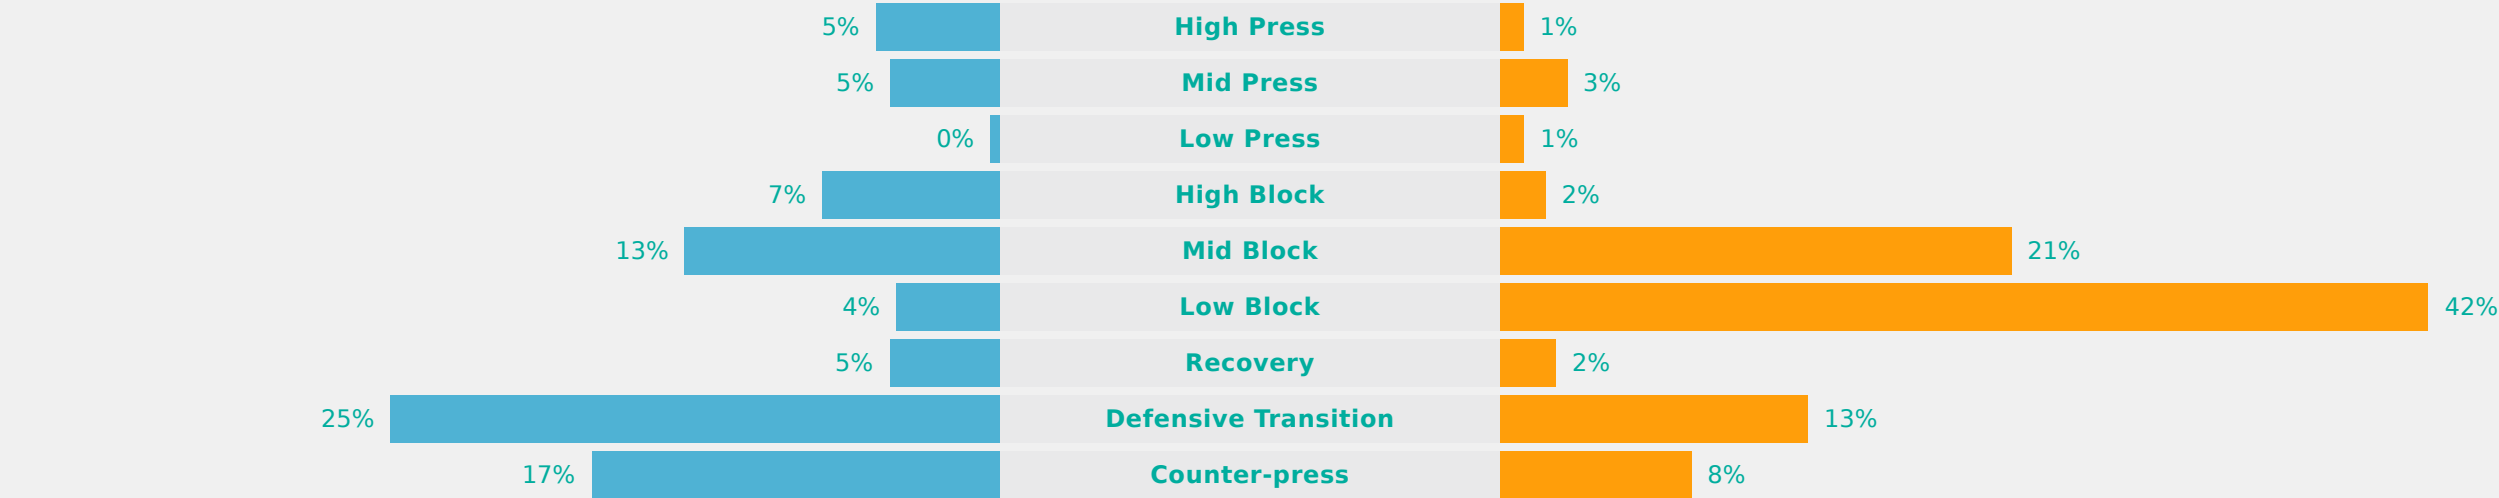 5% High Press 1%
5% Mid Press 3%
0% Low Press 1%
7% High Block 2%
13% Mid Block 21%
4% Low Block 42%
5% Recovery 2%
25% Defensive Transition 13%
17% Counter-press 8%